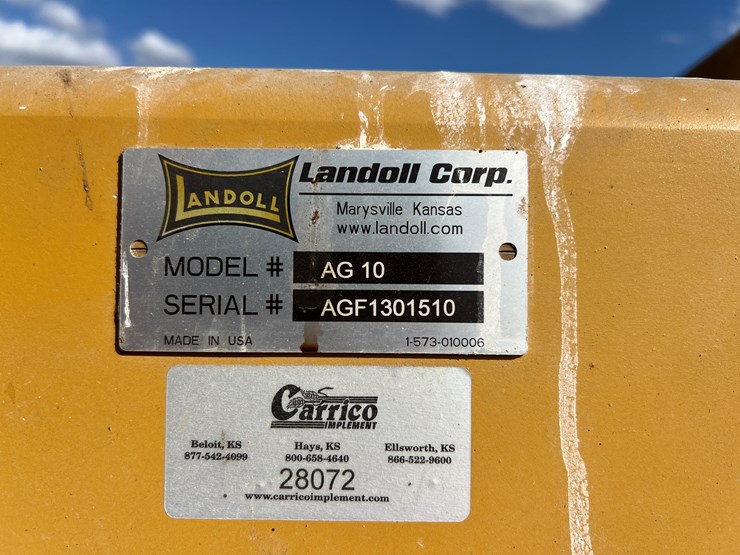 LANDOLL
Landoll Corp.
Marysville Kansas
www.landoll.com
MODEL # AG 10
SERIAL # AGF1301510
MADE IN USA 1-573-010006
Carrico
IMPLEMENT
Beloit, KS Hays, KS Ellsworth, KS
877-542-4099 800-658-4640 866-522-9600
28072
www.carricoimplement.com